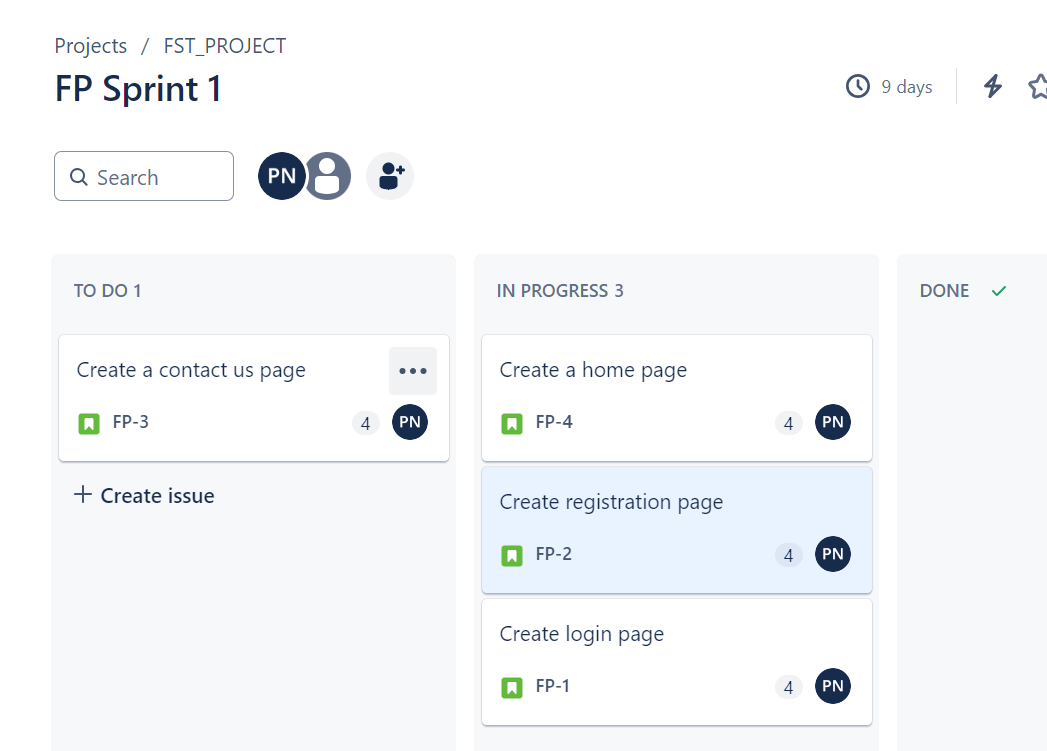 Projects / FST_PROJECT
FP Sprint 1
9 days
Search
PN
TO DO 1
Create a contact us page
FP-3
4
PN
+ Create issue
IN PROGRESS 3
Create a home page
FP-4
4
PN
Create registration page
FP-2
4
PN
Create login page
FP-1
4
PN
DONE